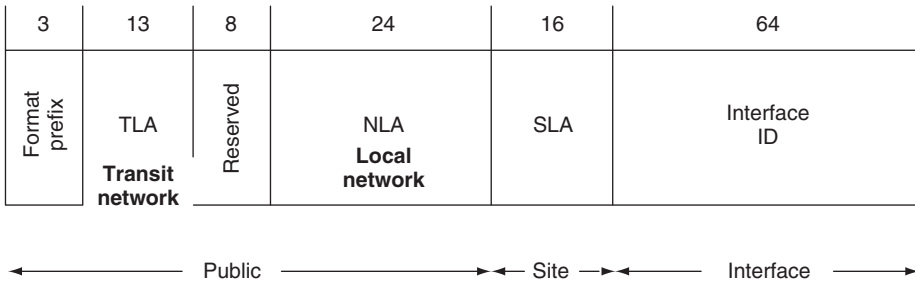 3 13 8 24 16 64
Format
prefix
TLA
Transit
network
Reserved
NLA
Local
network
SLA
Interface
ID
Public Site Interface